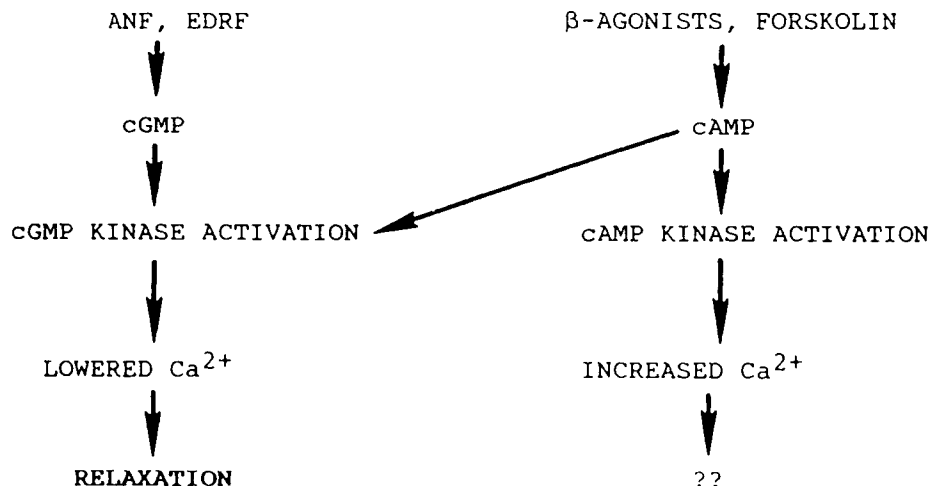 ANF, EDRF
β-AGONISTS, FORSKOLIN
cGMP
cAMP
cGMP KINASE ACTIVATION
cAMP KINASE ACTIVATION
LOWERED Ca²⁺
INCREASED Ca²⁺
RELAXATION
??